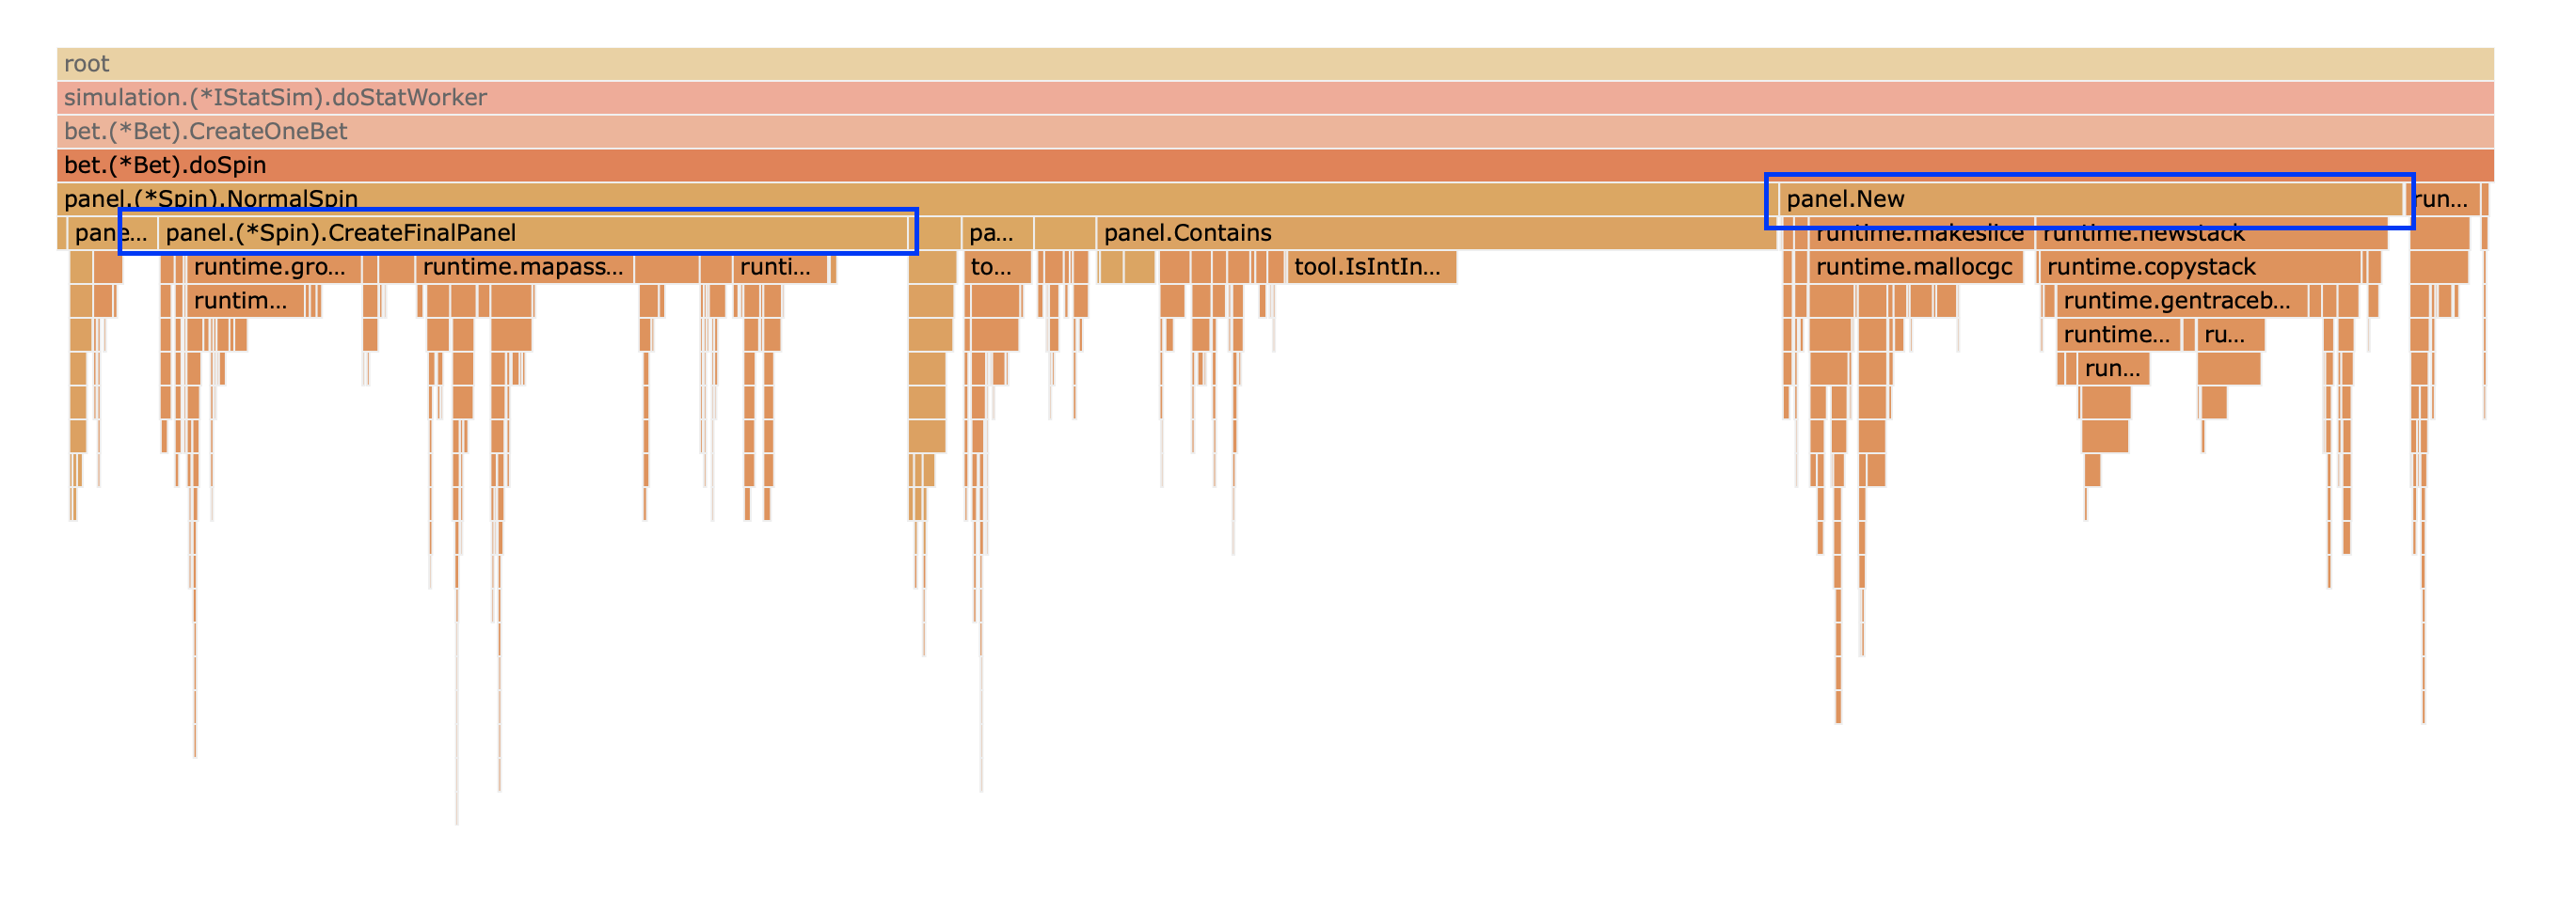 root
simulation.(*IStatSim).doStatWorker
bet.(*Bet).CreateOneBet
bet.(*Bet).doSpin
panel.(*Spin).NormalSpin panel.New run...
pane... panel.(*Spin).CreateFinalPanel pa... panel.Contains runtime.makeslice runtime.newstack
runtime.gro... runtime.mapass... runti... to... tool.IsIntIn... runtime.mallocgc runtime.copystack
runtim... runtime.gentraceb...
runtime... ru...
run...